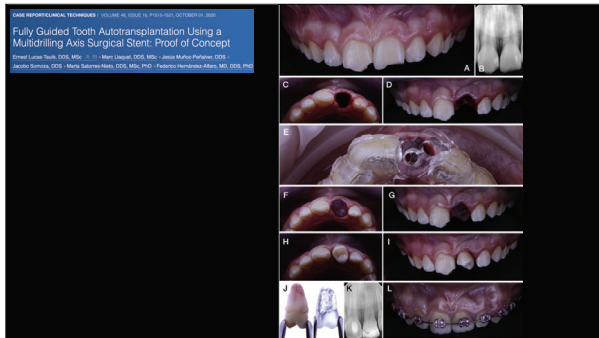 CASE REPORT/CLINICAL TECHNIQUES | VOLUME 46, ISSUE 10, P1515-1521, OCTOBER 01, 2020
Fully Guided Tooth Autotransplantation Using a
Multidrilling Axis Surgical Stent: Proof of Concept
Ernest Lucas-Taulé, DDS, MSc • Marc Llaquet, DDS, MSc • Jesús Muñoz-Peñalver, DDS •
Jacobo Somoza, DDS • Marta Satorres-Nieto, DDS, MSc, PhD • Federico Hernández-Alfaro, MD, DDS, PhD
A
B
C
D
E
F
G
H
I
J
K
L